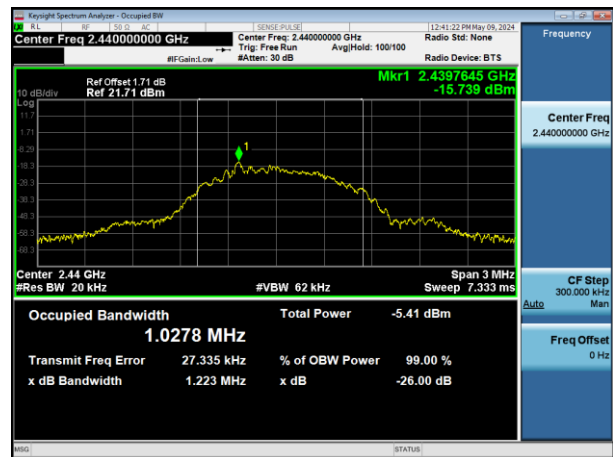 Keysight Spectrum Analyzer - Occupied BW
RL RF 50 Ω AC SENSE:PULSE 12:41:22 PM May 09, 2024
Center Freq 2.440000000 GHz Center Freq: 2.440000000 GHz Radio Std: None Frequency
Trig: Free Run Avg|Hold: 100/100
#IFGain:Low #Atten: 30 dB Radio Device: BTS
Ref Offset 1.71 dB Mkr1 2.4397645 GHz
10 dB/div Ref 21.71 dBm -15.739 dBm
Log
11.7
1.71
-8.29
-18.3
-28.3
-38.3
-48.3
-58.3
-68.3
1
Center Freq
2.440000000 GHz
Center 2.44 GHz Span 3 MHz
#Res BW 20 kHz #VBW 62 kHz Sweep 7.333 ms
CF Step
300.000 kHz
Auto Man
Occupied Bandwidth Total Power -5.41 dBm
1.0278 MHz
Freq Offset
0 Hz
Transmit Freq Error 27.335 kHz % of OBW Power 99.00 %
x dB Bandwidth 1.223 MHz x dB -26.00 dB
MSG STATUS